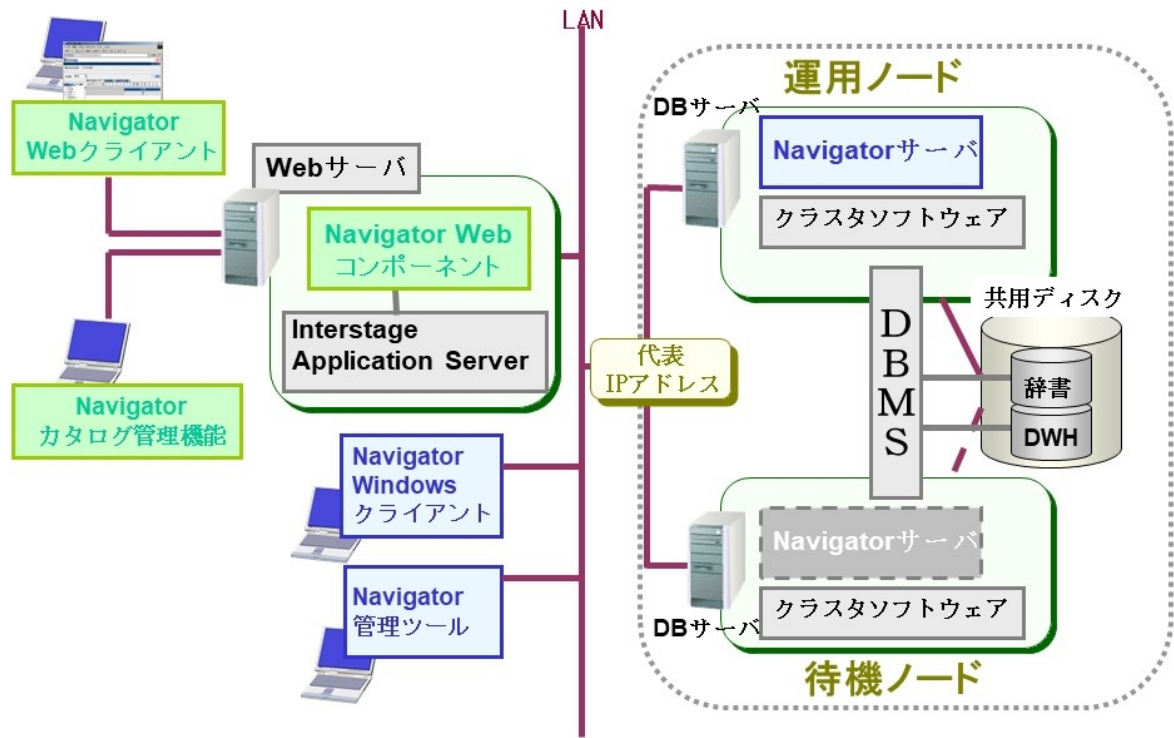 LAN
Navigator
Webクライアント
Webサーバ
Navigator Web
コンポーネント
Interstage
Application Server
Navigator
カタログ管理機能
Navigator
Windows
クライアント
Navigator
管理ツール
代表
IPアドレス
運用ノード
DBサーバ
Navigatorサーバ
クラスタソフトウェア
DBMS
共用ディスク
辞書
DWH
Navigatorサーバ
クラスタソフトウェア
DBサーバ
待機ノード